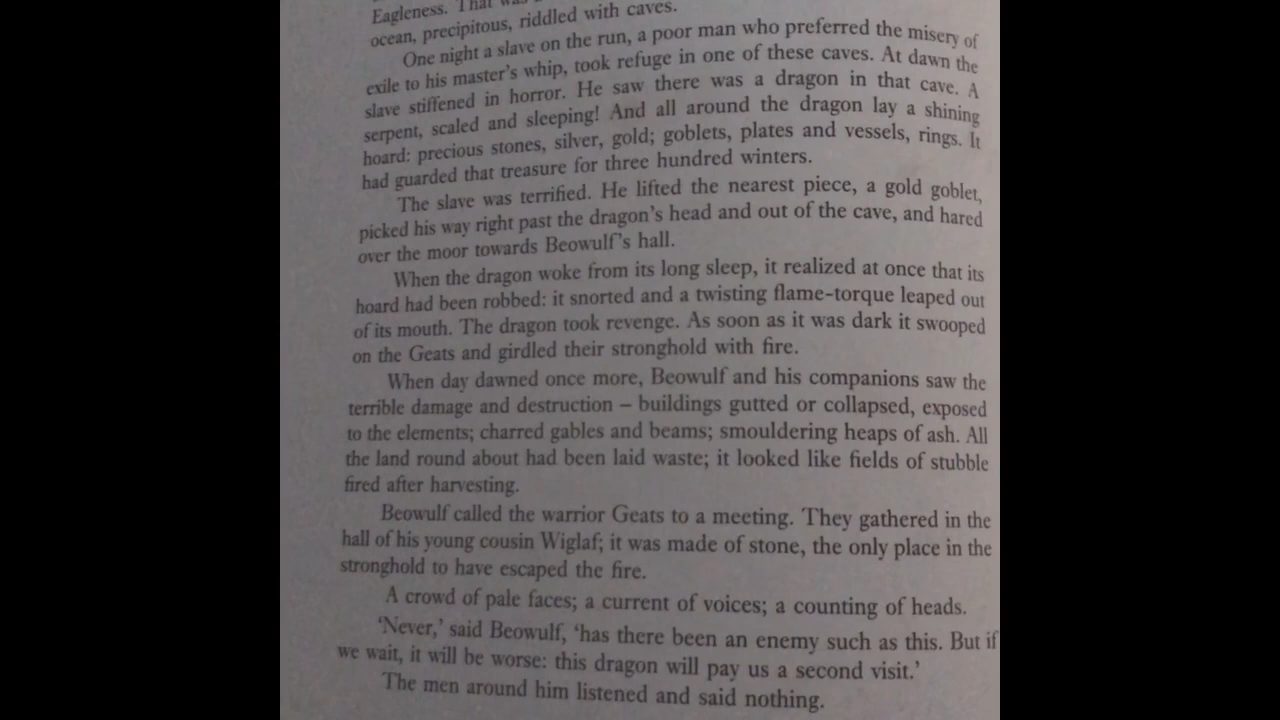 Eagleness. That was
ocean, precipitous, riddled with caves.
One night a slave on the run, a poor man who preferred the misery of
exile to his master's whip, took refuge in one of these caves. At dawn the
slave stiffened in horror. He saw there was a dragon in that cave. A
serpent, scaled and sleeping! And all around the dragon lay a shining
hoard: precious stones, silver, gold; goblets, plates and vessels, rings. It
had guarded that treasure for three hundred winters.
The slave was terrified. He lifted the nearest piece, a gold goblet,
picked his way right past the dragon's head and out of the cave, and hared
over the moor towards Beowulf's hall.
When the dragon woke from its long sleep, it realized at once that its
hoard had been robbed: it snorted and a twisting flame-torque leaped out
of its mouth. The dragon took revenge. As soon as it was dark it swooped
on the Geats and girdled their stronghold with fire.
When day dawned once more, Beowulf and his companions saw the
terrible damage and destruction – buildings gutted or collapsed, exposed
to the elements; charred gables and beams; smouldering heaps of ash. All
the land round about had been laid waste; it looked like fields of stubble
fired after harvesting.
Beowulf called the warrior Geats to a meeting. They gathered in the
hall of his young cousin Wiglaf; it was made of stone, the only place in the
stronghold to have escaped the fire.
A crowd of pale faces; a current of voices; a counting of heads.
'Never,' said Beowulf, 'has there been an enemy such as this. But if
we wait, it will be worse: this dragon will pay us a second visit.'
The men around him listened and said nothing.